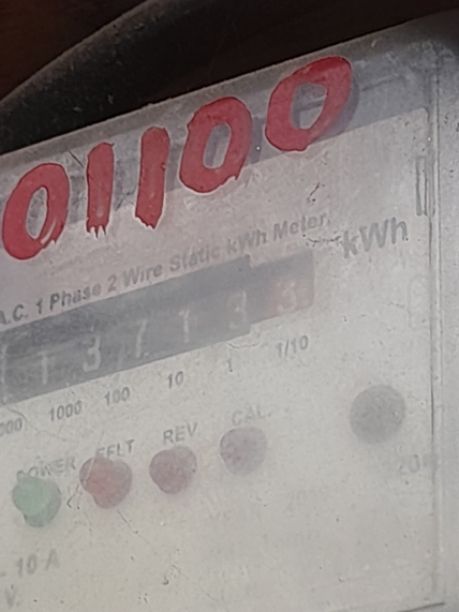 01100
A.C. 1 Phase 2 Wire Static kWh Meter
kWh
1 3 7 1 3 3
000 1000 100 10 1 1/10
POWER EFLT REV CAL.
- 10 A
V.